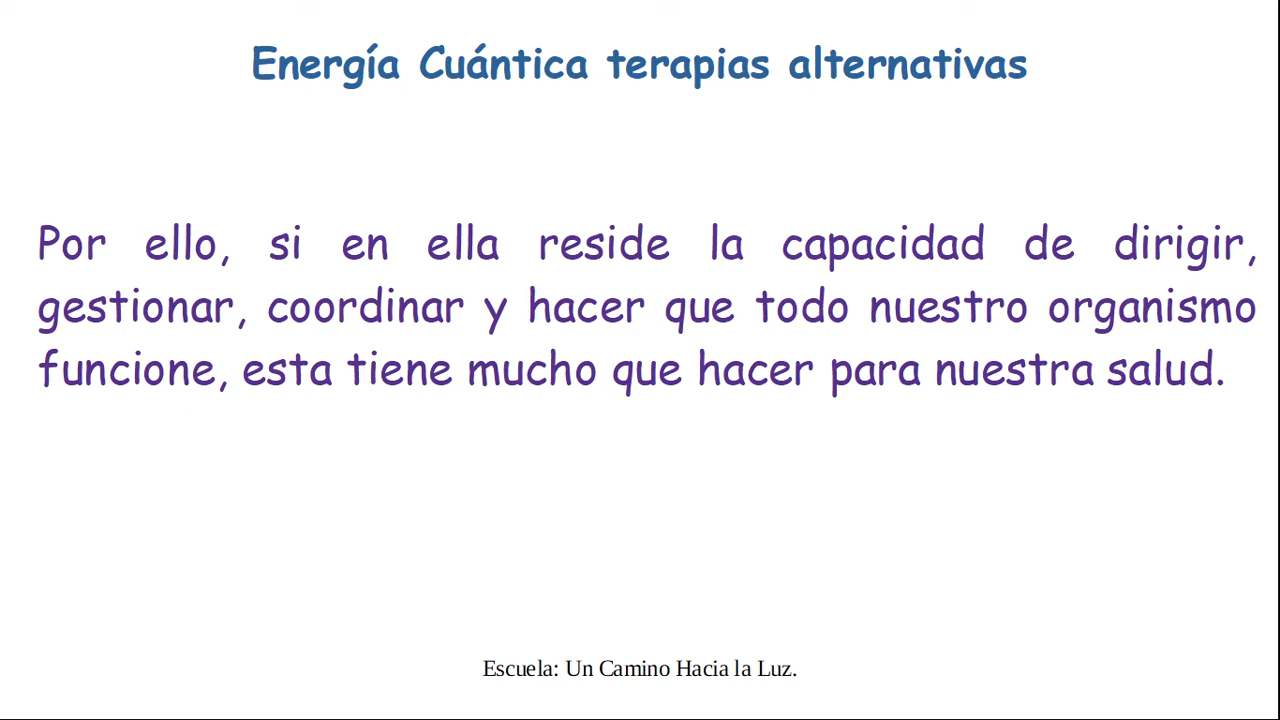 Energía Cuántica terapias alternativas
Por ello, si en ella reside la capacidad de dirigir,
gestionar, coordinar y hacer que todo nuestro organismo
funcione, esta tiene mucho que hacer para nuestra salud.
Escuela: Un Camino Hacia la Luz.